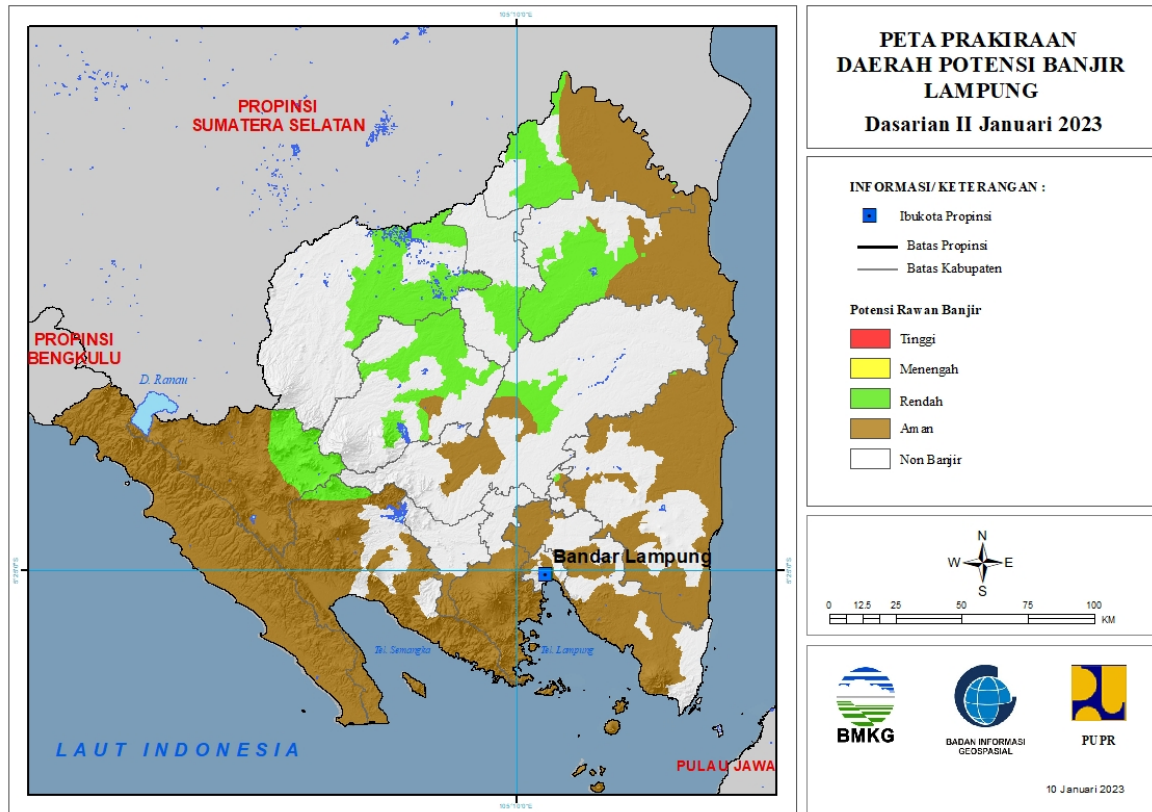 PROPINSI
SUMATERA SELATAN
PROPINSI
BENGKULU
D. Ranau
Bandar Lampung
Tel. Semangka
Tel. Lampung
LAUT INDONESIA
PULAU JAWA
PETA PRAKIRAAN
DAERAH POTENSI BANJIR
LAMPUNG
Dasarian II Januari 2023
INFORMASI/KETERANGAN :
Ibukota Propinsi
Batas Propinsi
Batas Kabupaten
Potensi Rawan Banjir
Tinggi
Menengah
Rendah
Aman
Non Banjir
N
W E
S
0 12.5 25 50 75 100
KM
BMKG
BADAN INFORMASI
GEOSPASIAL
PUPR
10 Januari 2023